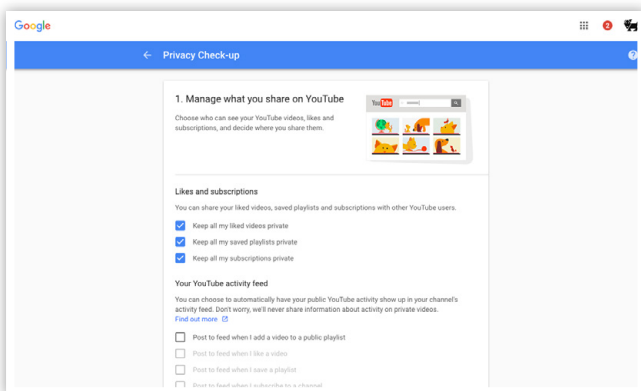 Google
2
← Privacy Check-up
1. Manage what you share on YouTube
Choose who can see your YouTube videos, likes and
subscriptions, and decide where you share them.
YouTube
Likes and subscriptions
You can share your liked videos, saved playlists and subscriptions with other YouTube users.
Keep all my liked videos private
Keep all my saved playlists private
Keep all my subscriptions private
Your YouTube activity feed
You can choose to automatically have your public YouTube activity show up in your channel's
activity feed. Don't worry, we'll never share information about activity on private videos.
Find out more
Post to feed when I add a video to a public playlist
Post to feed when I like a video
Post to feed when I save a playlist
Post to feed when I subscribe to a channel